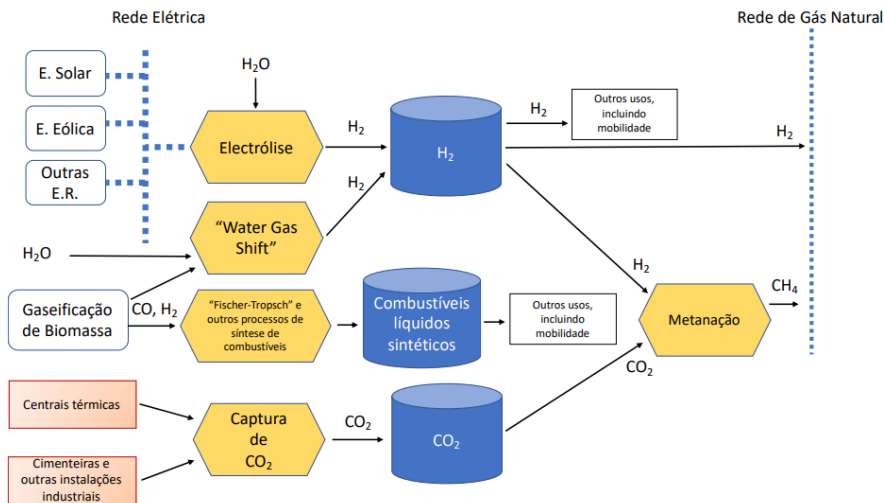 Rede Elétrica
Rede de Gás Natural
E. Solar
H₂O
E. Eólica
Electrólise
H₂
H₂
H₂
Outros usos,
incluindo
mobilidade
H₂
Outras
E.R.
H₂
"Water Gas
Shift"
H₂O
H₂
CH₄
Gaseificação
de Biomassa
CO, H₂
"Fischer-Tropsch" e
outros processos de
síntese de
combustíveis
Combustíveis
líquidos
sintéticos
Outros usos,
incluindo
mobilidade
Metanação
CO₂
Centrais térmicas
Captura
de
CO₂
CO₂
CO₂
Cimenteiras e
outras instalações
industriais